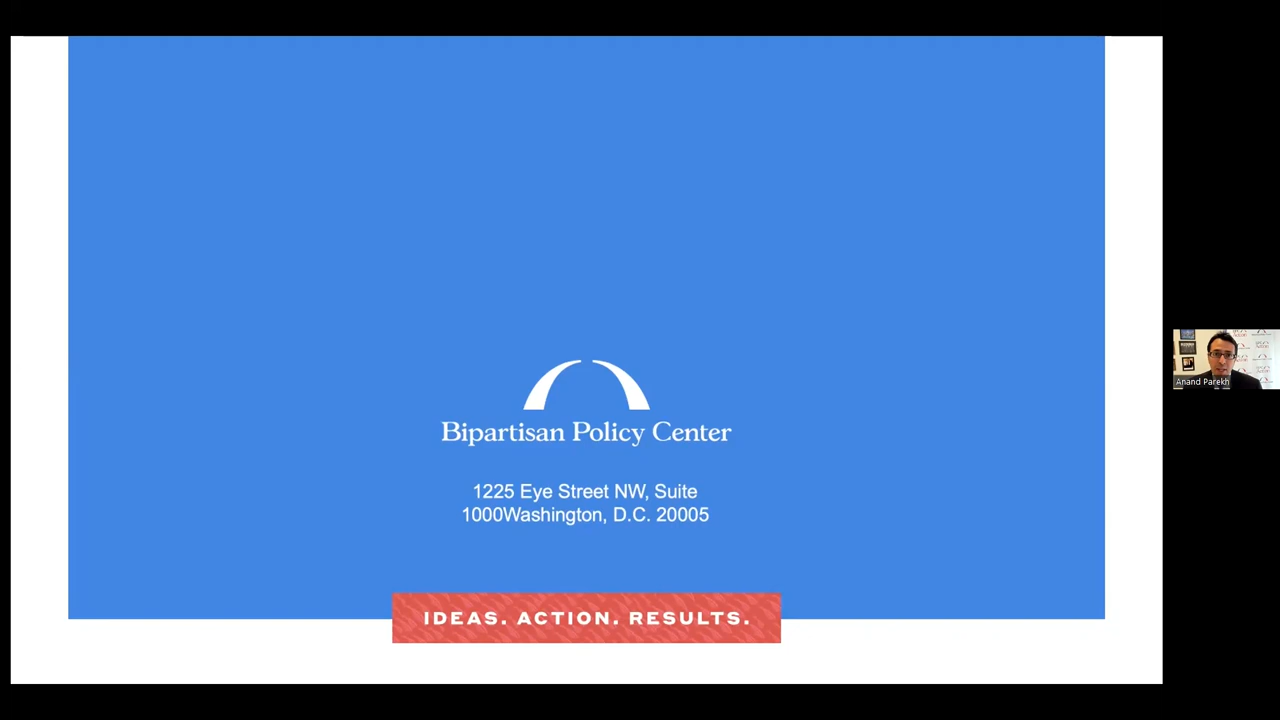 Bipartisan Policy Center
1225 Eye Street NW, Suite
1000Washington, D.C. 20005
IDEAS. ACTION. RESULTS.
Anand Parekh